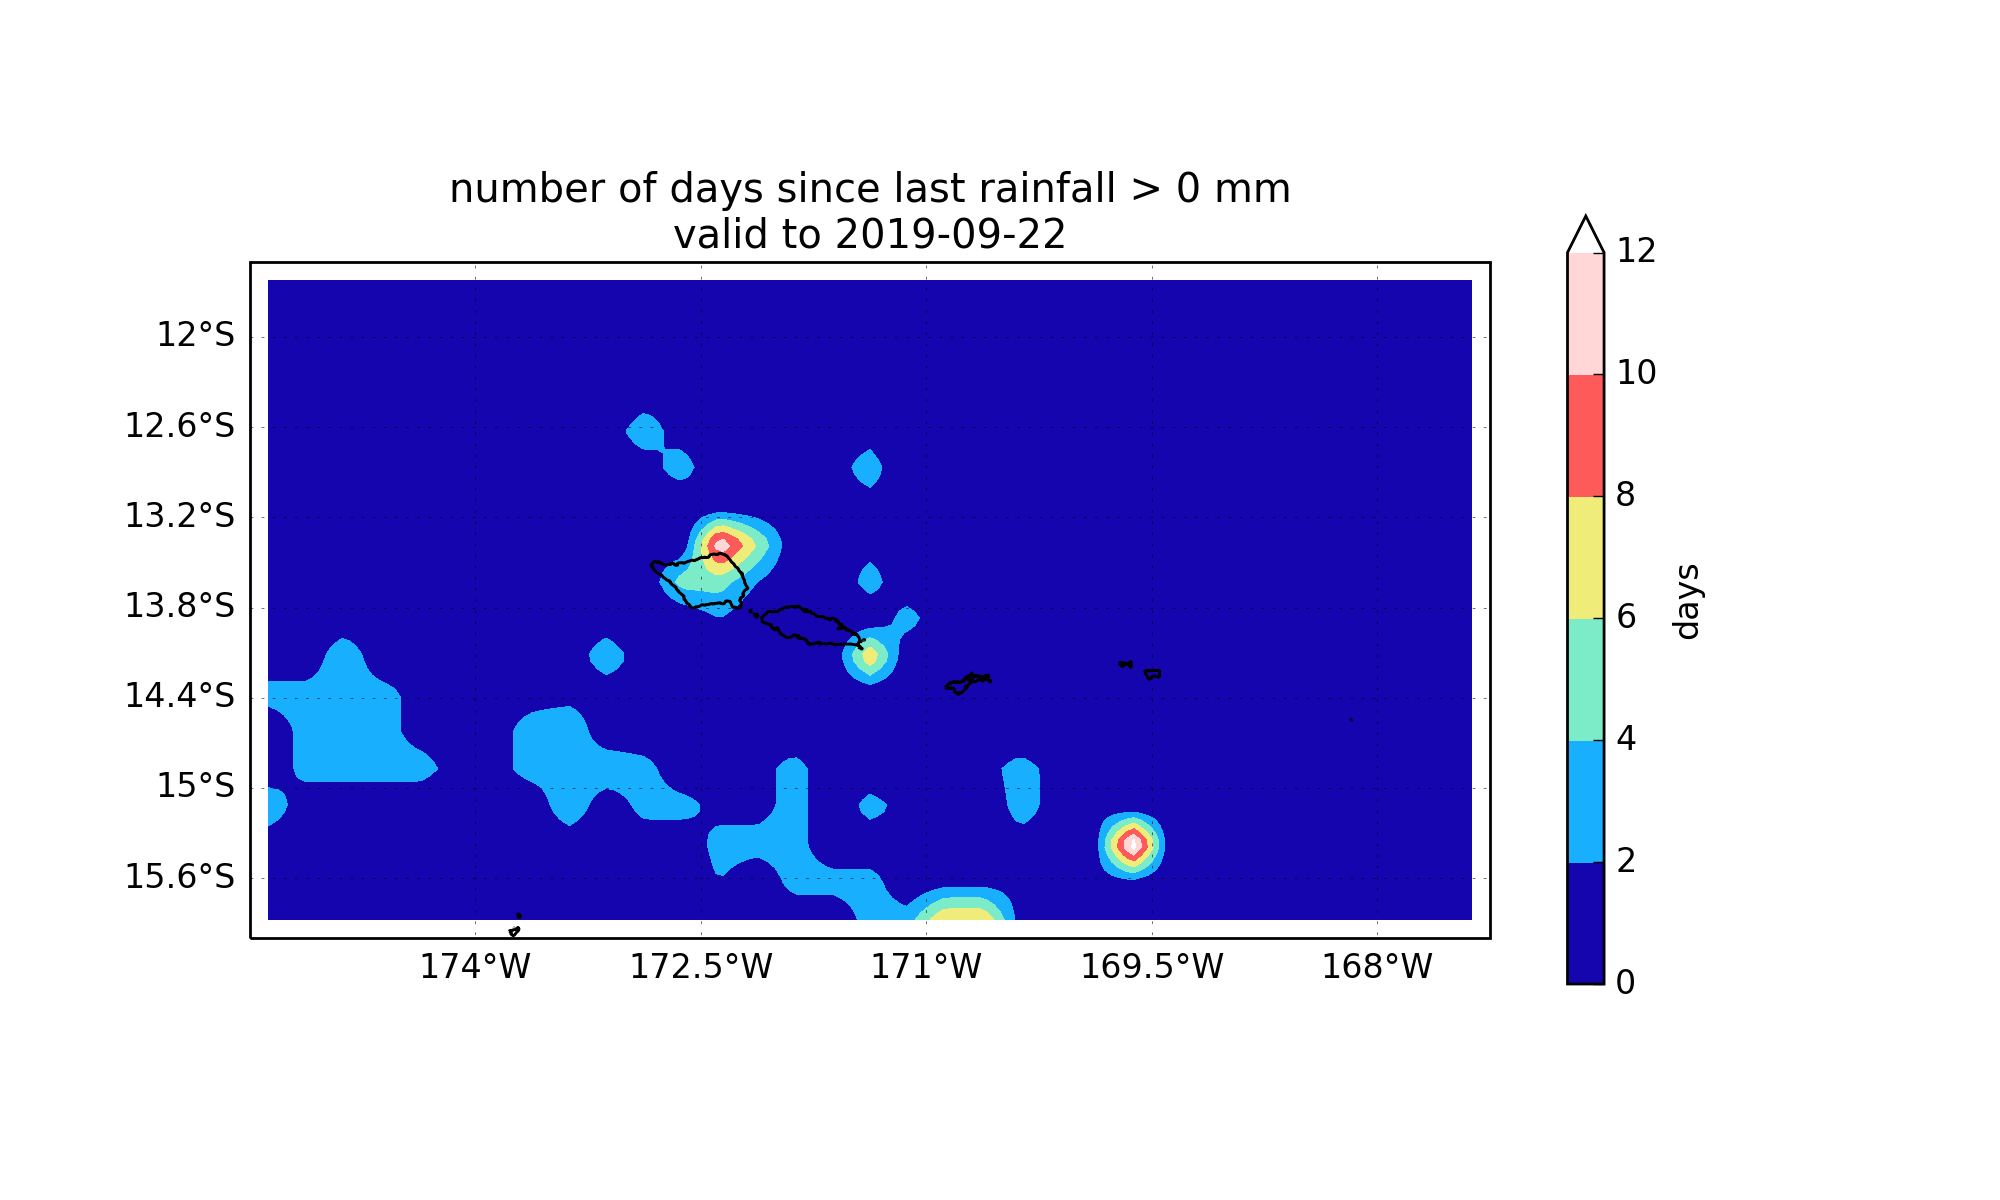 number of days since last rainfall > 0 mm
valid to 2019-09-22
12°S
12.6°S
13.2°S
13.8°S
14.4°S
15°S
15.6°S
174°W 172.5°W 171°W 169.5°W 168°W
12
10
8
6
4
2
0
days